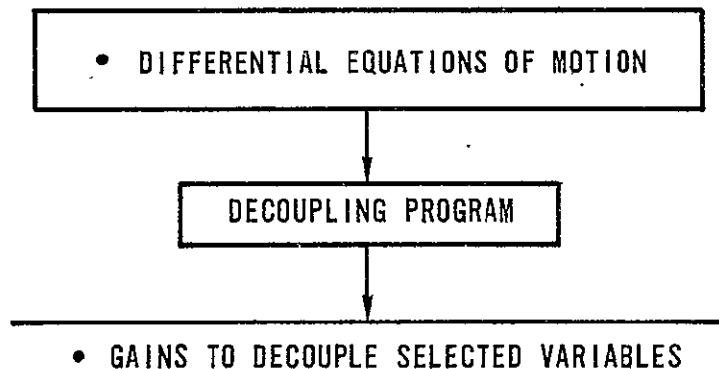 • DIFFERENTIAL EQUATIONS OF MOTION
DECOUPLING PROGRAM
• GAINS TO DECOUPLE SELECTED VARIABLES